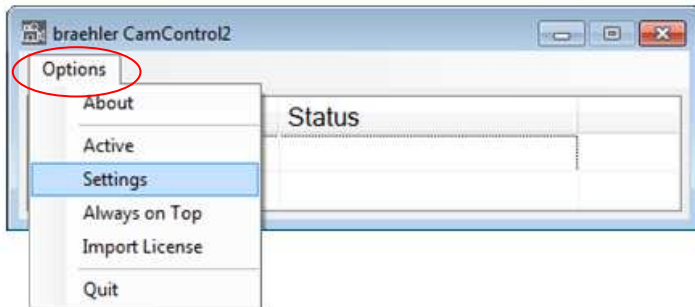 braehler CamControl2
Options
About
Status
Active
Settings
Always on Top
Import License
Quit